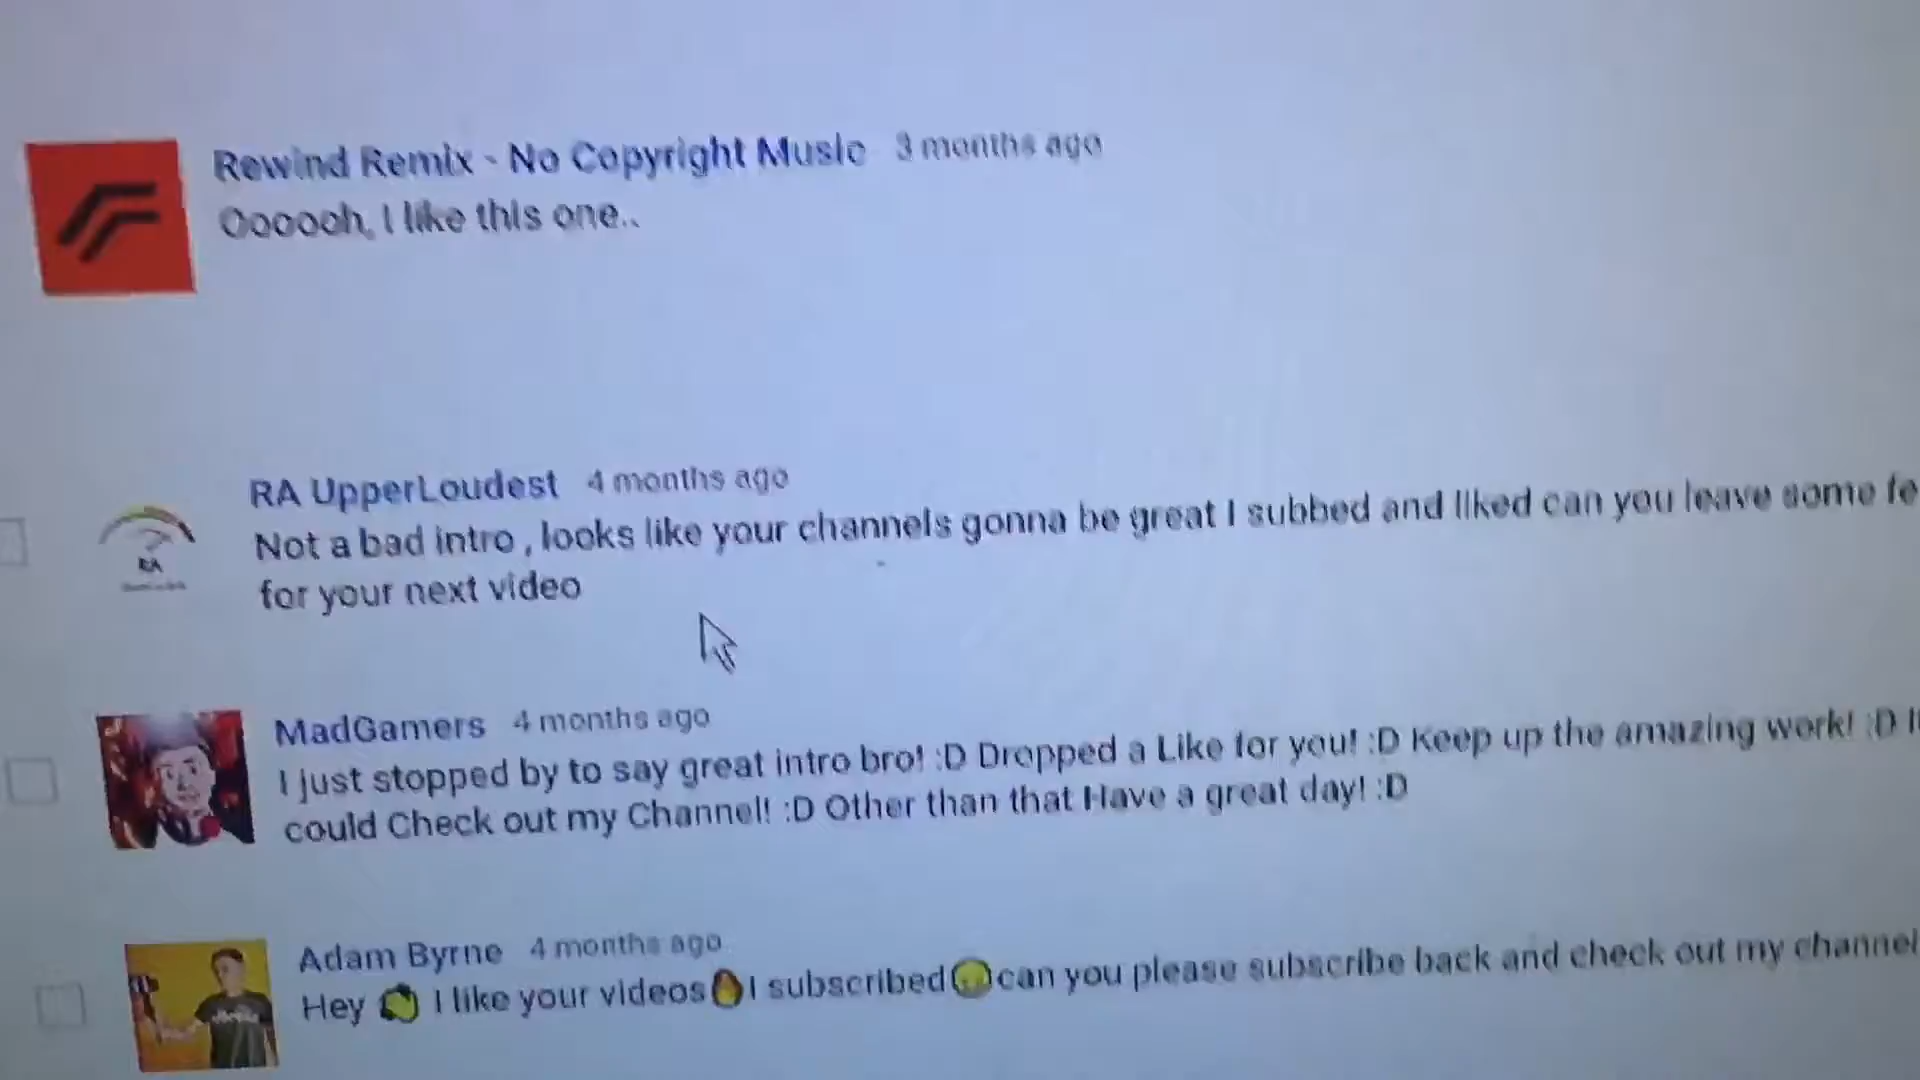 Rewind Remix - No Copyright Music 3 months ago
Oooooh, I like this one..
RA UpperLoudest 4 months ago
Not a bad intro , looks like your channels gonna be great I subbed and liked can you leave some fe
for your next video
RA
MadGamers 4 months ago
I just stopped by to say great intro bro! :D Dropped a Like for you! :D Keep up the amazing work! :D I
could Check out my Channel! :D Other than that Have a great day! :D
Adam Byrne 4 months ago
Hey I like your videos🔥I subscribed can you please subscribe back and check out my channel